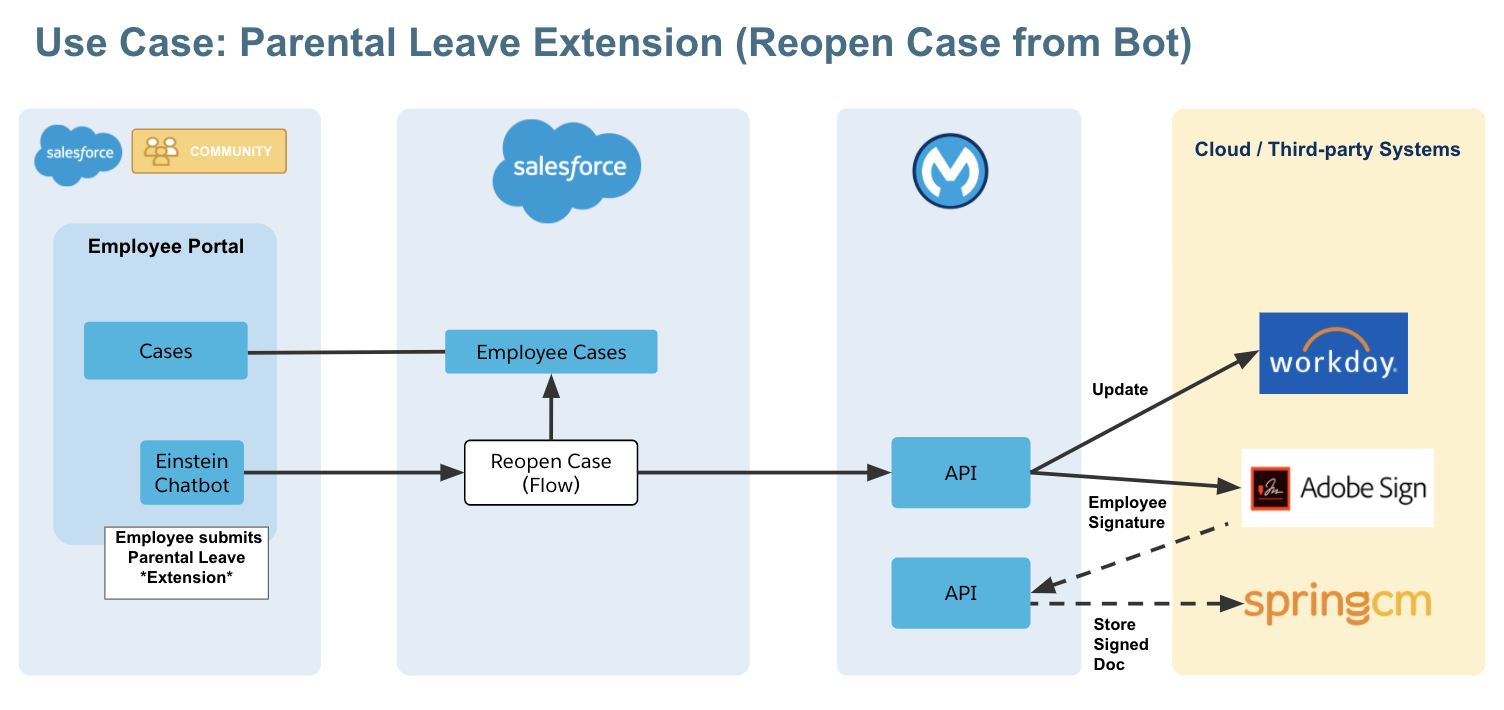 Use Case: Parental Leave Extension (Reopen Case from Bot)
salesforce
COMMUNITY
salesforce
Cloud / Third-party Systems
Employee Portal
Cases
Employee Cases
workday.
Update
Einstein
Chatbot
Reopen Case
(Flow)
API
Adobe Sign
Employee
Signature
Employee submits
Parental Leave
*Extension*
API
springcm
Store
Signed
Doc